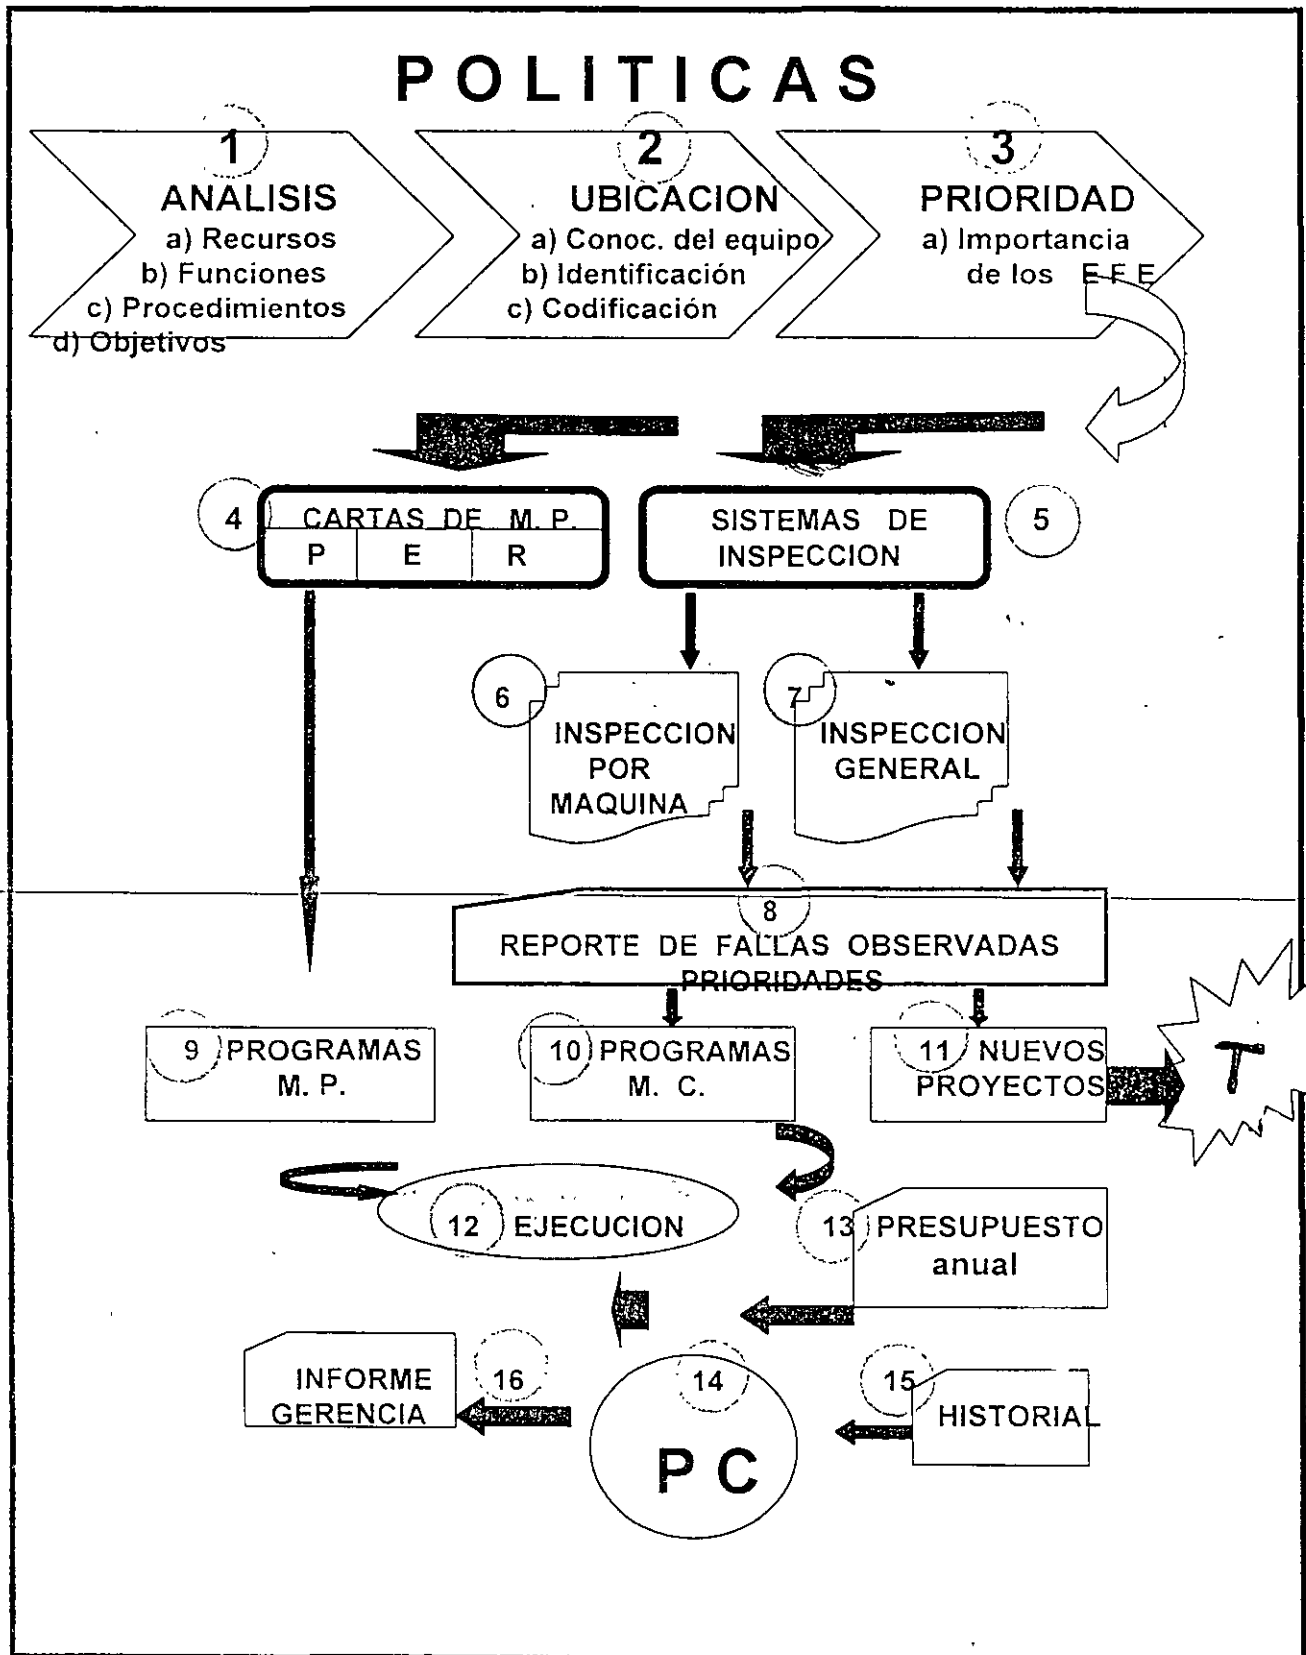 POLITICAS
1
ANALISIS
a) Recursos
b) Funciones
c) Procedimientos
d) Objetivos
2
UBICACION
a) Conoc. del equipo
b) Identificación
c) Codificación
3
PRIORIDAD
a) Importancia
de los E F E
4
CARTAS DE M. P.
P E R
SISTEMAS DE
INSPECCION
5
6
INSPECCION
POR
MAQUINA
7
INSPECCION
GENERAL
8
REPORTE DE FALLAS OBSERVADAS
PRIORIDADES
9 PROGRAMAS
M. P.
10 PROGRAMAS
M. C.
11 NUEVOS
PROYECTOS
T
12 EJECUCION
13 PRESUPUESTO
anual
INFORME
GERENCIA
16
14
P C
15
HISTORIAL